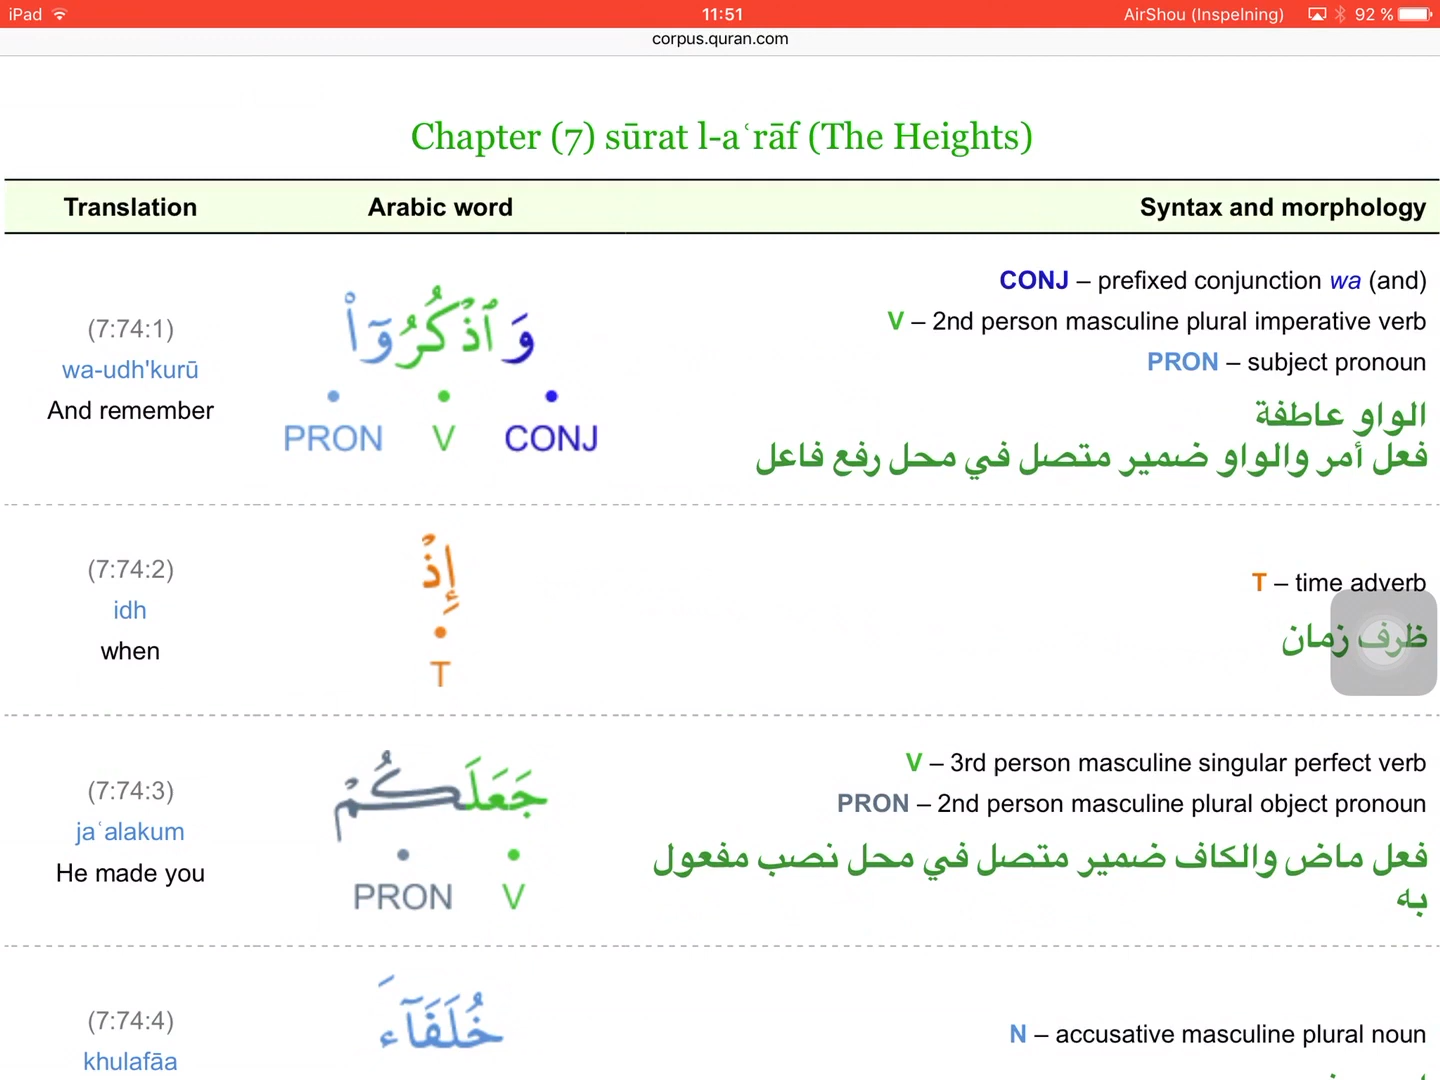 iPad 11:51 AirShou (Inspelning) 92 %
corpus.quran.com
Chapter (7) sūrat l-aʿrāf (The Heights)
Translation Arabic word Syntax and morphology
(7:74:1)
wa-udh'kurū
And remember
وَٱذْكُرُوٓا۟
PRON V CONJ
CONJ – prefixed conjunction wa (and)
V – 2nd person masculine plural imperative verb
PRON – subject pronoun
الواو عاطفة
فعل أمر والواو ضمير متصل في محل رفع فاعل
(7:74:2)
idh
when
إِذْ
T
T – time adverb
ظرف زمان
(7:74:3)
jaʿalakum
He made you
جَعَلَكُمْ
PRON V
V – 3rd person masculine singular perfect verb
PRON – 2nd person masculine plural object pronoun
فعل ماض والكاف ضمير متصل في محل نصب مفعول
به
(7:74:4)
khulafāa
خُلَفَآءَ
N – accusative masculine plural noun